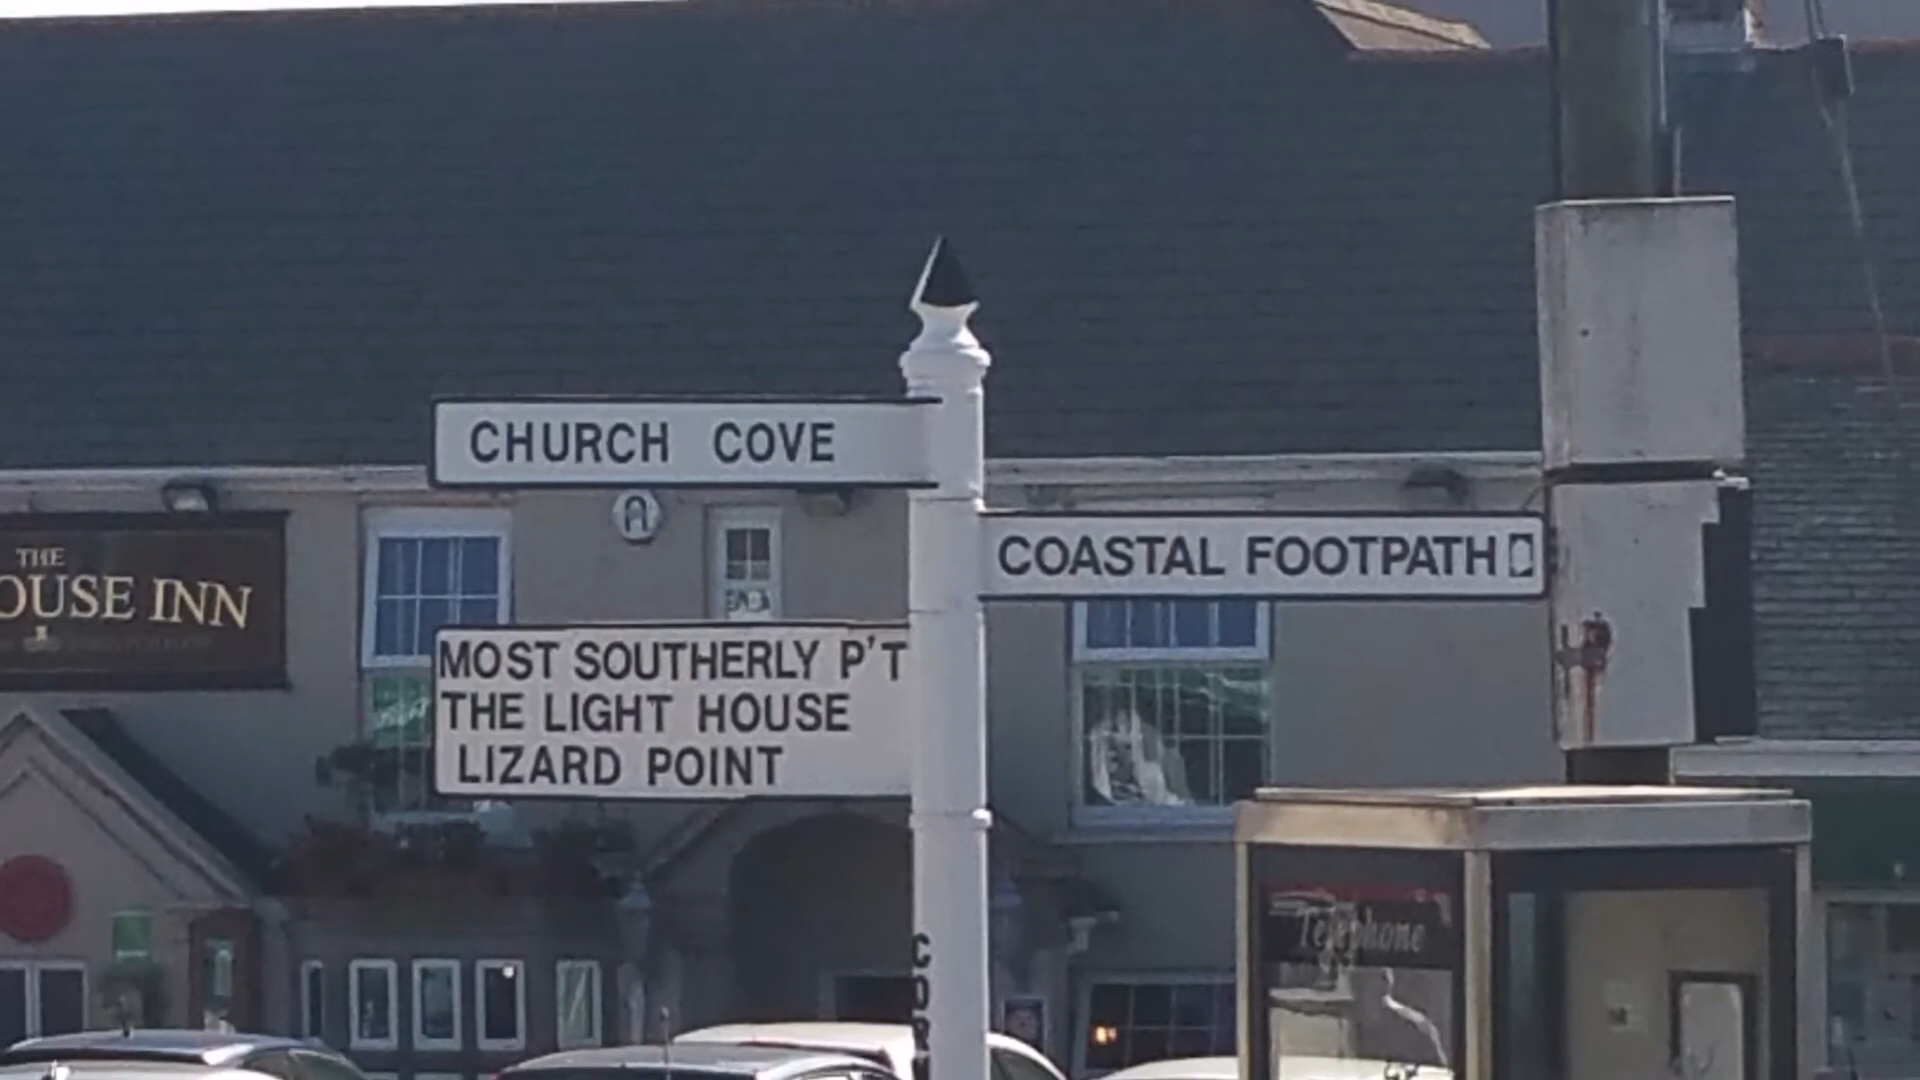 CHURCH COVE
COASTAL FOOTPATH
MOST SOUTHERLY P'T
THE LIGHT HOUSE
LIZARD POINT
THE
OUSE INN
Telephone